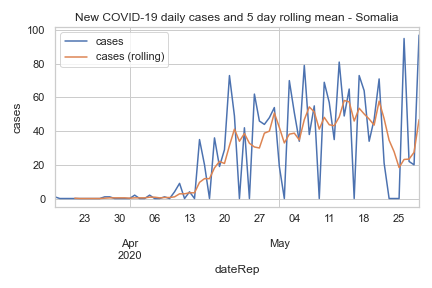 New COVID-19 daily cases and 5 day rolling mean - Somalia
cases
cases (rolling)
100
80
60
40
20
0
cases
23 30 06 13 20 27 04 11 18 25
Apr May
2020
dateRep